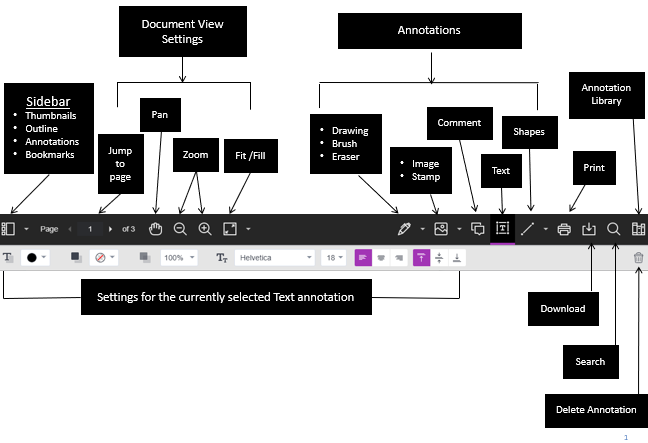 Document View
Settings
Annotations
Sidebar
• Thumbnails
• Outline
• Annotations
• Bookmarks
Jump
to
page
Pan
Zoom
Fit /Fill
• Drawing
• Brush
• Eraser
• Image
• Stamp
Comment
Text
Shapes
Print
Annotation
Library
Page 1 of 3
T
100%
Helvetica
18
Settings for the currently selected Text annotation
Download
Search
Delete Annotation
1